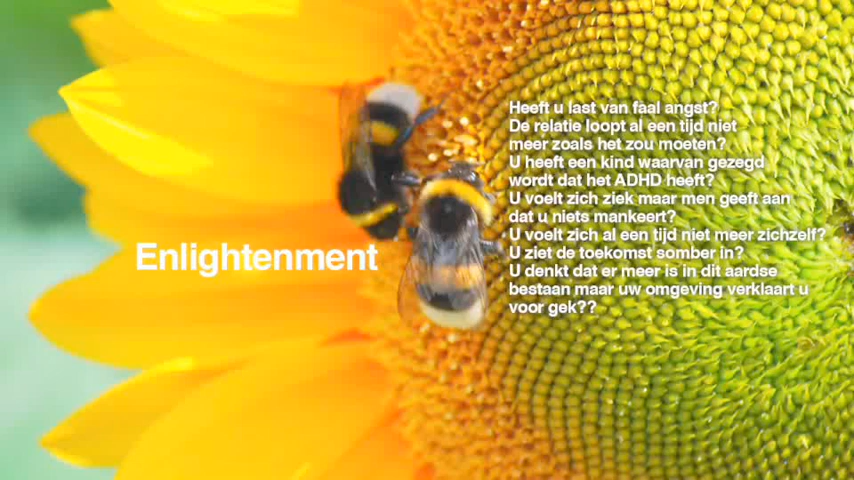 Enlightenment
Heeft u last van faal angst?
De relatie loopt al een tijd niet
meer zoals het zou moeten?
U heeft een kind waarvan gezegd
wordt dat het ADHD heeft?
U voelt zich ziek maar men geeft aan
dat u niets mankeert?
U voelt zich al een tijd niet meer zichzelf?
U ziet de toekomst somber in?
U denkt dat er meer is in dit aardse
bestaan maar uw omgeving verklaart u
voor gek??